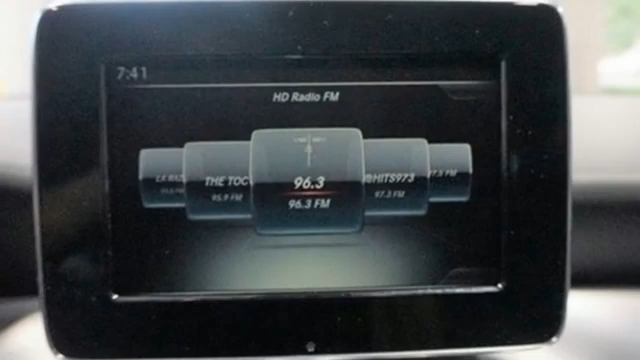 7:41
HD Radio FM
THE TOC
95.9 FM
96.3
96.3 FM
@HITS973
97.3 FM